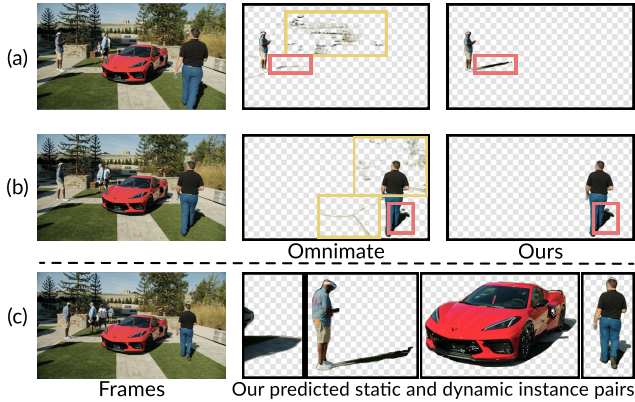 (a)
(b)
Omnimate
Ours
(c)
Frames
Our predicted static and dynamic instance pairs